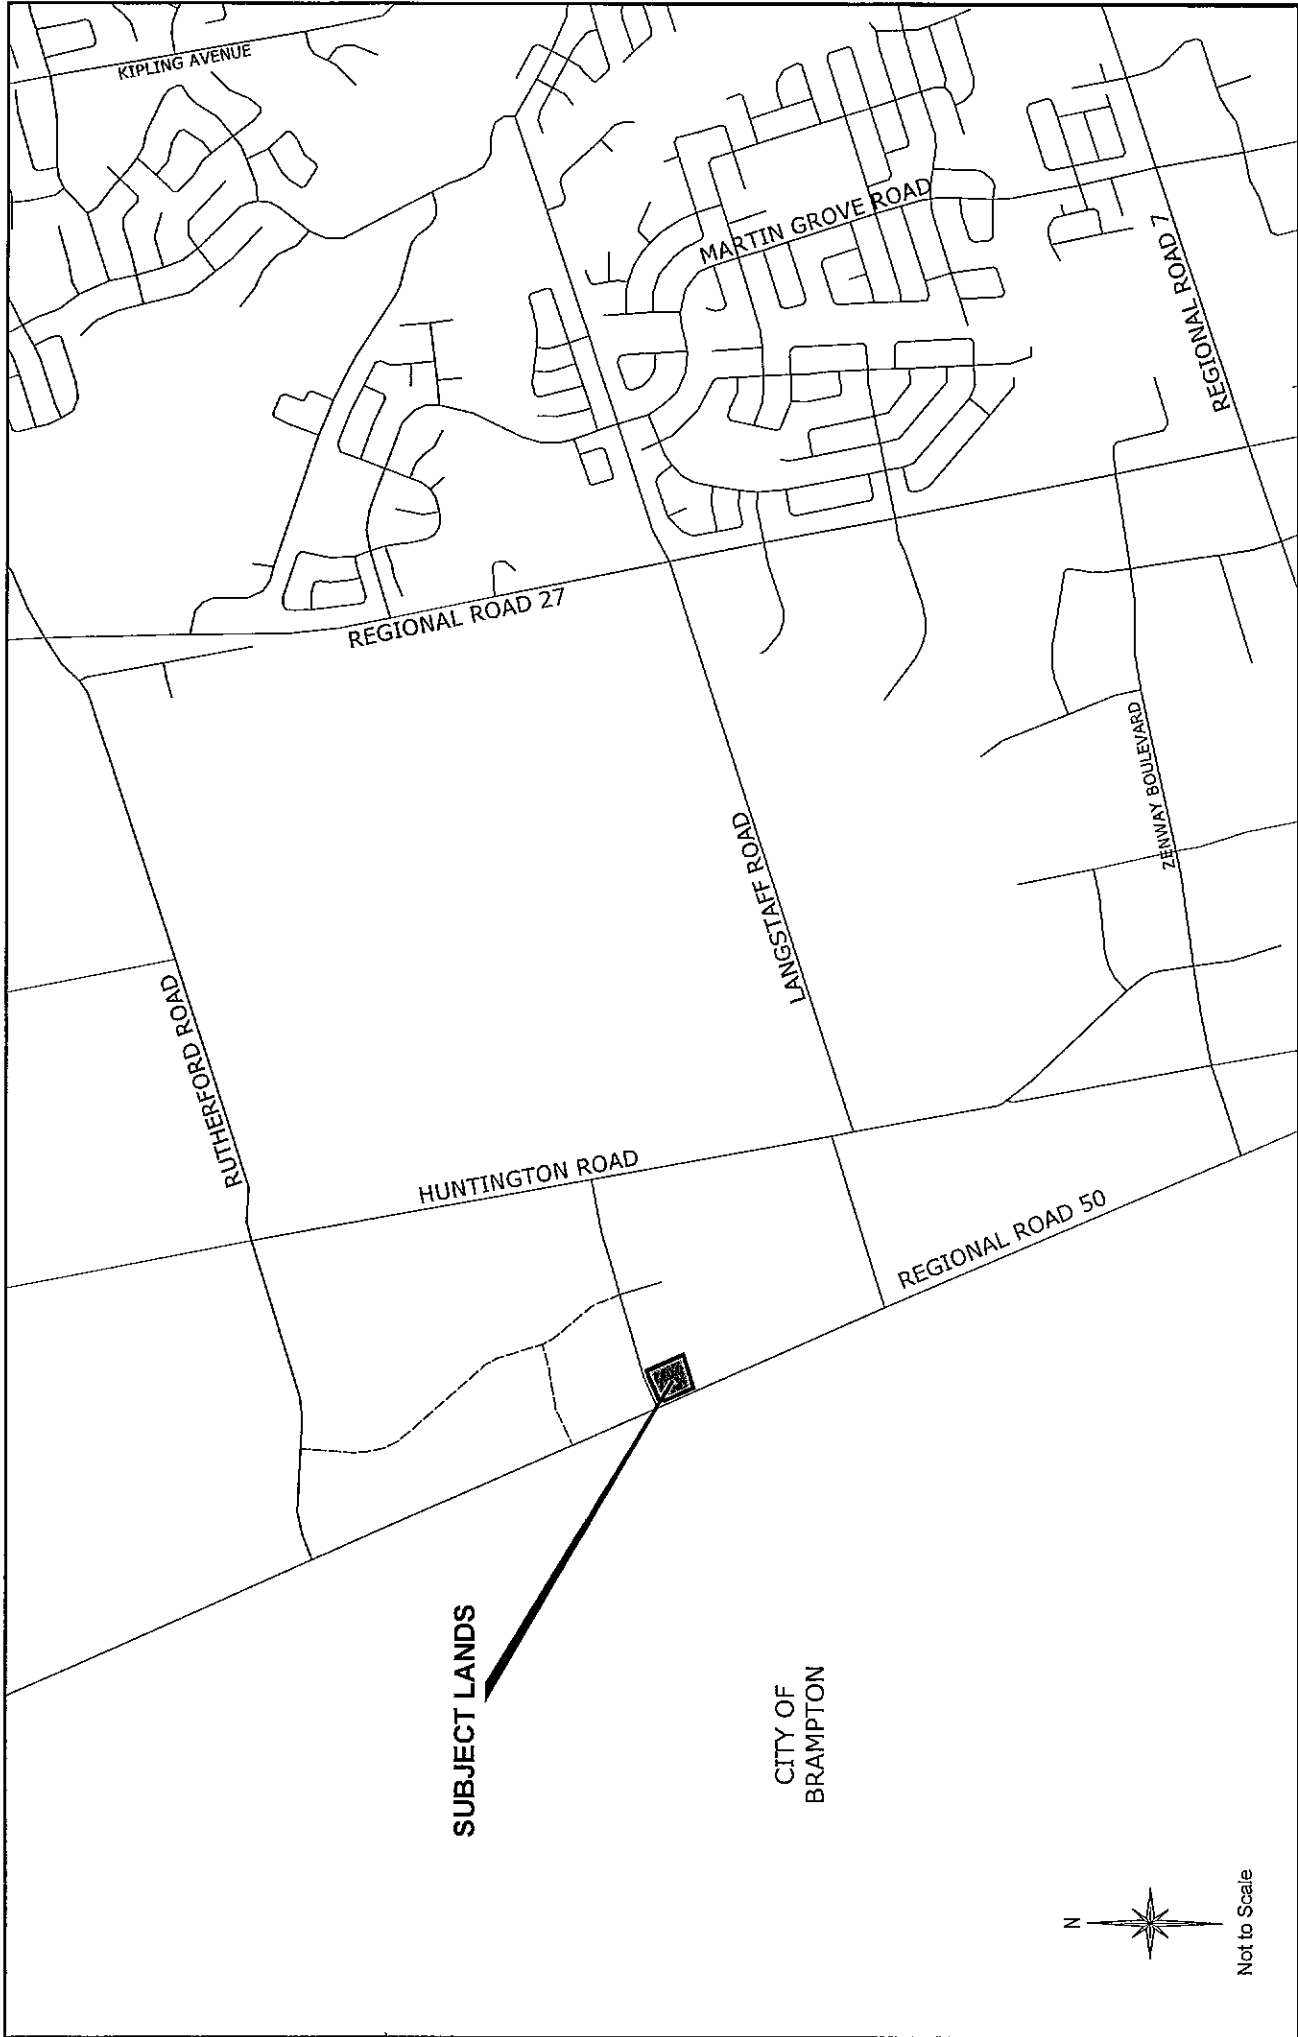 KIPLING AVENUE
MARTIN GROVE ROAD
REGIONAL ROAD 7
REGIONAL ROAD 27
ZENWAY BOULEVARD
LANGSTAFF ROAD
RUTHERFORD ROAD
HUNTINGTON ROAD
REGIONAL ROAD 50
SUBJECT LANDS
CITY OF
BRAMPTON
N
Not to Scale